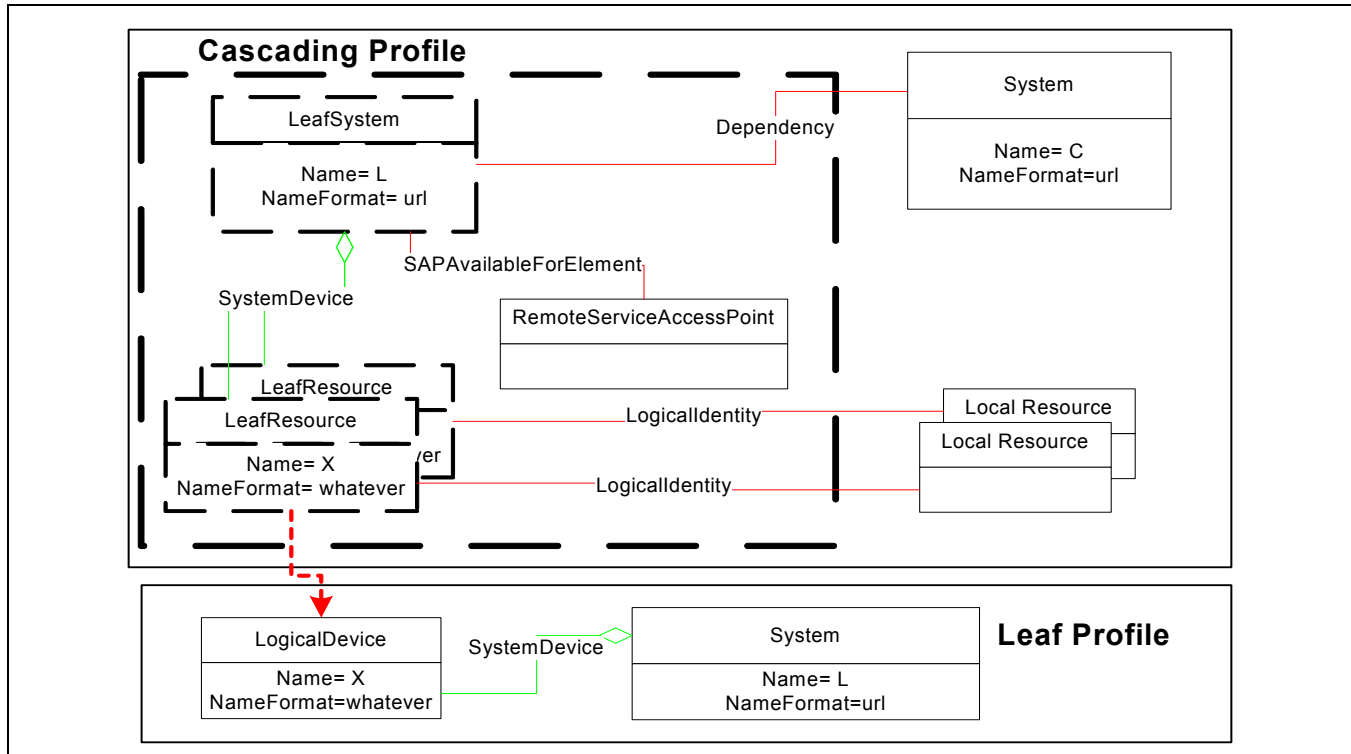 Cascading Profile
LeafSystem
Name= L
NameFormat= url
Dependency
System
Name= C
NameFormat=url
SAPAvailableForElement
SystemDevice
RemoteServiceAccessPoint
LeafResource
LeafResource
Name= X
NameFormat= whatever
LogicalIdentity
Local Resource
Local Resource
LogicalIdentity
LogicalDevice
Name= X
NameFormat=whatever
SystemDevice
System
Name= L
NameFormat=url
Leaf Profile